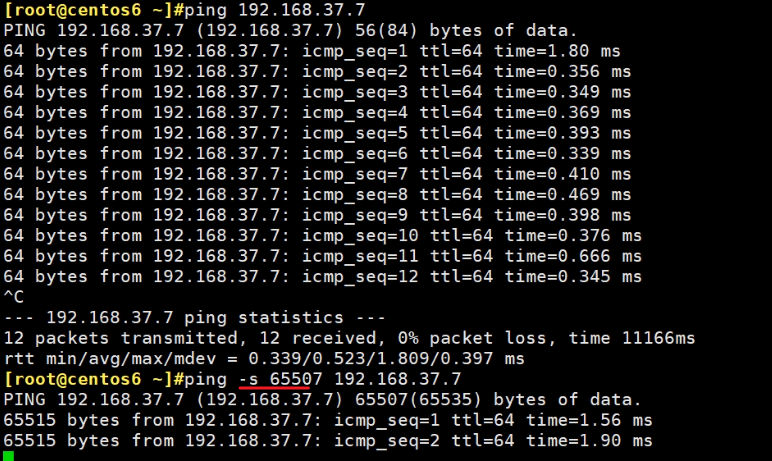 [root@centos6 ~]#ping 192.168.37.7
PING 192.168.37.7 (192.168.37.7) 56(84) bytes of data.
64 bytes from 192.168.37.7: icmp_seq=1 ttl=64 time=1.80 ms
64 bytes from 192.168.37.7: icmp_seq=2 ttl=64 time=0.356 ms
64 bytes from 192.168.37.7: icmp_seq=3 ttl=64 time=0.349 ms
64 bytes from 192.168.37.7: icmp_seq=4 ttl=64 time=0.369 ms
64 bytes from 192.168.37.7: icmp_seq=5 ttl=64 time=0.393 ms
64 bytes from 192.168.37.7: icmp_seq=6 ttl=64 time=0.339 ms
64 bytes from 192.168.37.7: icmp_seq=7 ttl=64 time=0.410 ms
64 bytes from 192.168.37.7: icmp_seq=8 ttl=64 time=0.469 ms
64 bytes from 192.168.37.7: icmp_seq=9 ttl=64 time=0.398 ms
64 bytes from 192.168.37.7: icmp_seq=10 ttl=64 time=0.376 ms
64 bytes from 192.168.37.7: icmp_seq=11 ttl=64 time=0.666 ms
64 bytes from 192.168.37.7: icmp_seq=12 ttl=64 time=0.345 ms
^C
--- 192.168.37.7 ping statistics ---
12 packets transmitted, 12 received, 0% packet loss, time 11166ms
rtt min/avg/max/mdev = 0.339/0.523/1.809/0.397 ms
[root@centos6 ~]#ping -s 65507 192.168.37.7
PING 192.168.37.7 (192.168.37.7) 65507(65535) bytes of data.
65515 bytes from 192.168.37.7: icmp_seq=1 ttl=64 time=1.56 ms
65515 bytes from 192.168.37.7: icmp_seq=2 ttl=64 time=1.90 ms